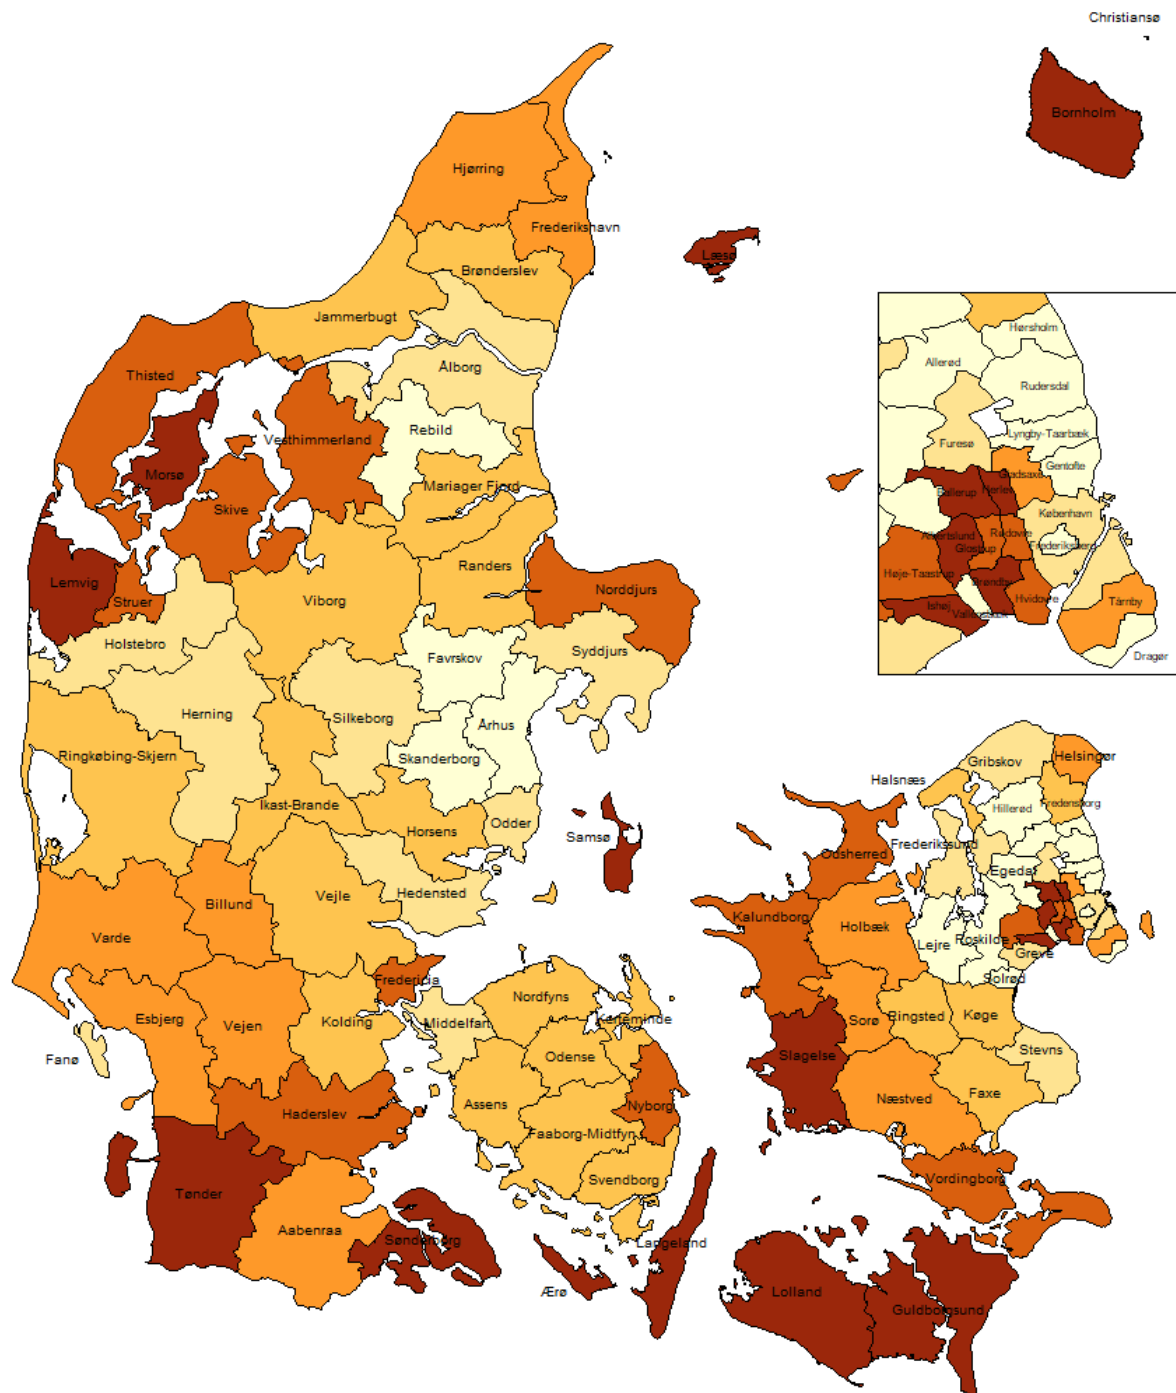 Christiansø
Bornholm
Hjørring
Frederikshavn
Læsø
Brønderslev
Jammerbugt
Ålborg
Thisted
Rebild
Vesthimmerland
Morsø
Mariager Fjord
Skive
Randers
Lemvig
Struer
Viborg
Norddjurs
Holstebro
Favrskov
Syddjurs
Herning
Silkeborg
Århus
Ringkøbing-Skjern
Skanderborg
Ikast-Brande
Horsens
Odder
Samsø
Hedensted
Vejle
Billund
Varde
Fredericia
Esbjerg
Vejen
Kolding
Middelfart
Nordfyns
Kerteminde
Fanø
Odense
Assens
Nyborg
Haderslev
Faaborg-Midtfyn
Svendborg
Tønder
Aabenraa
Sønderborg
Langeland
Ærø
Hørsholm
Allerød
Rudersdal
Lyngby-Taarbæk
Furesø
Gentofte
Gladsaxe
Ballerup
Herlev
København
Albertslund
Rødovre
Frederiksberg
Glostrup
Høje-Taastrup
Brøndby
Hvidovre
Tårnby
Ishøj
Vallensbæk
Dragør
Gribskov
Helsingør
Halsnæs
Hillerød
Fredensborg
Frederikssund
Odsherred
Egedal
Kalundborg
Holbæk
Lejre
Roskilde
Greve
Solrød
Sorø
Ringsted
Køge
Slagelse
Stevns
Næstved
Faxe
Vordingborg
Lolland
Guldborgsund